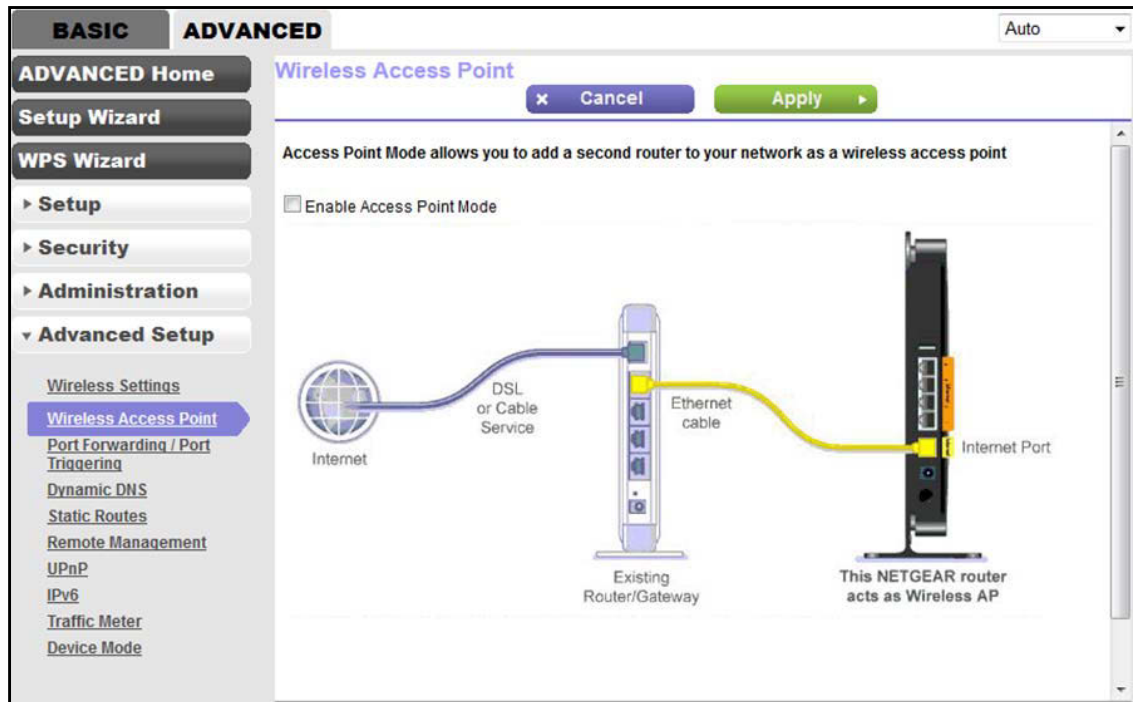 BASIC
ADVANCED
Auto
ADVANCED Home
Setup Wizard
WPS Wizard
Setup
Security
Administration
Advanced Setup
Wireless Settings
Wireless Access Point
Port Forwarding / Port
Triggering
Dynamic DNS
Static Routes
Remote Management
UPnP
IPv6
Traffic Meter
Device Mode
Wireless Access Point
Cancel
Apply
Access Point Mode allows you to add a second router to your network as a wireless access point
Enable Access Point Mode
Internet
DSL
or Cable
Service
Ethernet
cable
Internet Port
Existing
Router/Gateway
This NETGEAR router
acts as Wireless AP